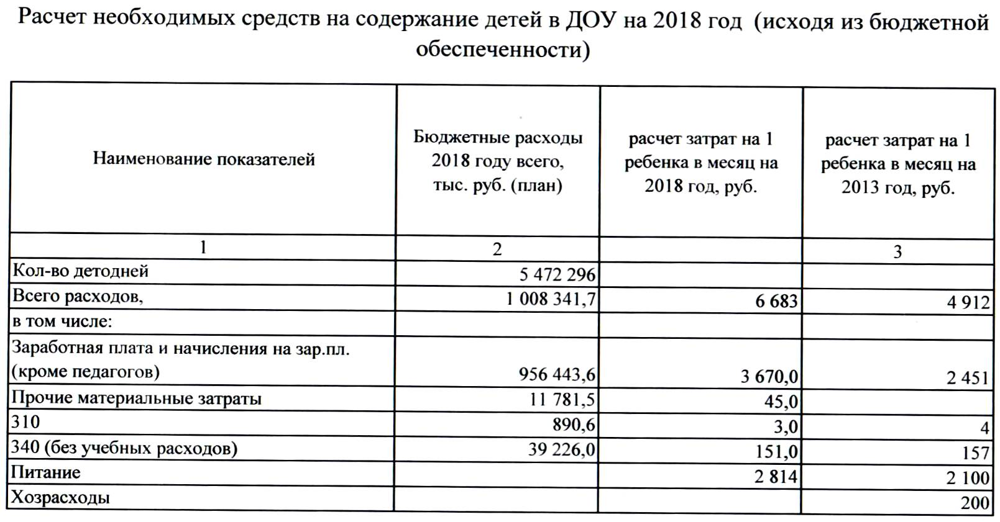 Расчет необходимых средств на содержание детей в ДОУ на 2018 год (исходя из бюджетной
обеспеченности)
Наименование показателей
Бюджетные расходы
2018 году всего,
тыс. руб. (план)
расчет затрат на 1
ребенка в месяц на
2018 год, руб.
расчет затрат на 1
ребенка в месяц на
2013 год, руб.
1 2 3
Кол-во детодней 5 472 296
Всего расходов, 1 008 341,7 6 683 4 912
в том числе:
Заработная плата и начисления на зар.пл.
(кроме педагогов) 956 443,6 3 670,0 2 451
Прочие материальные затраты 11 781,5 45,0
310 890,6 3,0 4
340 (без учебных расходов) 39 226,0 151,0 157
Питание 2 814 2 100
Хозрасходы 200